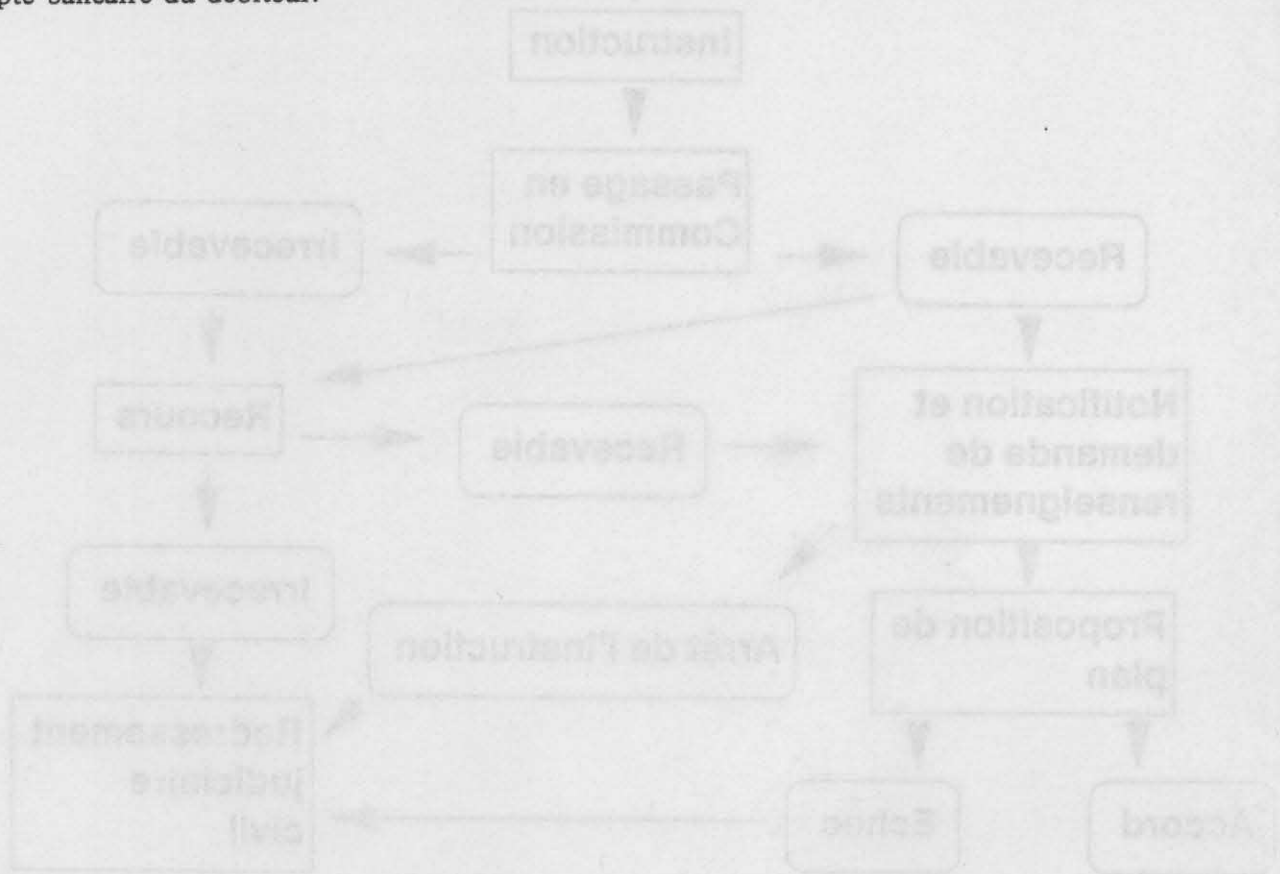 bancaire du débiteur.
Instruction
Passage en
Commission
Irrecevable
Recevable
Recours
Recevable
Notification et
demande de
renseignements
Irrecevable
Arrêt de l'instruction
Proposition de
plan
Redressement
judiciaire
civil
Echec
Accord